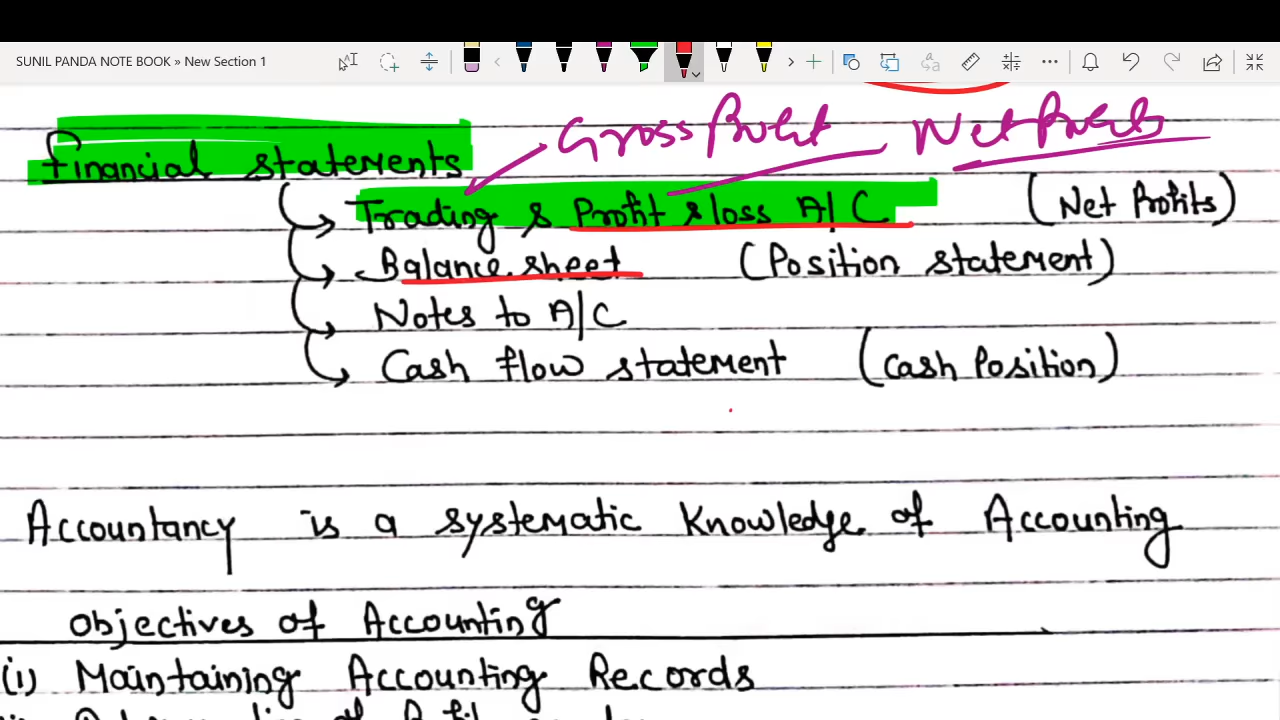 SUNIL PANDA NOTE BOOK » New Section 1
Gross Profit Net Profits
Financial statements
Trading & Profit & loss A/C (Net Profits)
Balance sheet (Position statement)
Notes to A/C
Cash flow statement (Cash Position)
Accountancy is a systematic Knowledge of Accounting
objectives of Accounting
(i) Maintaining Accounting Records